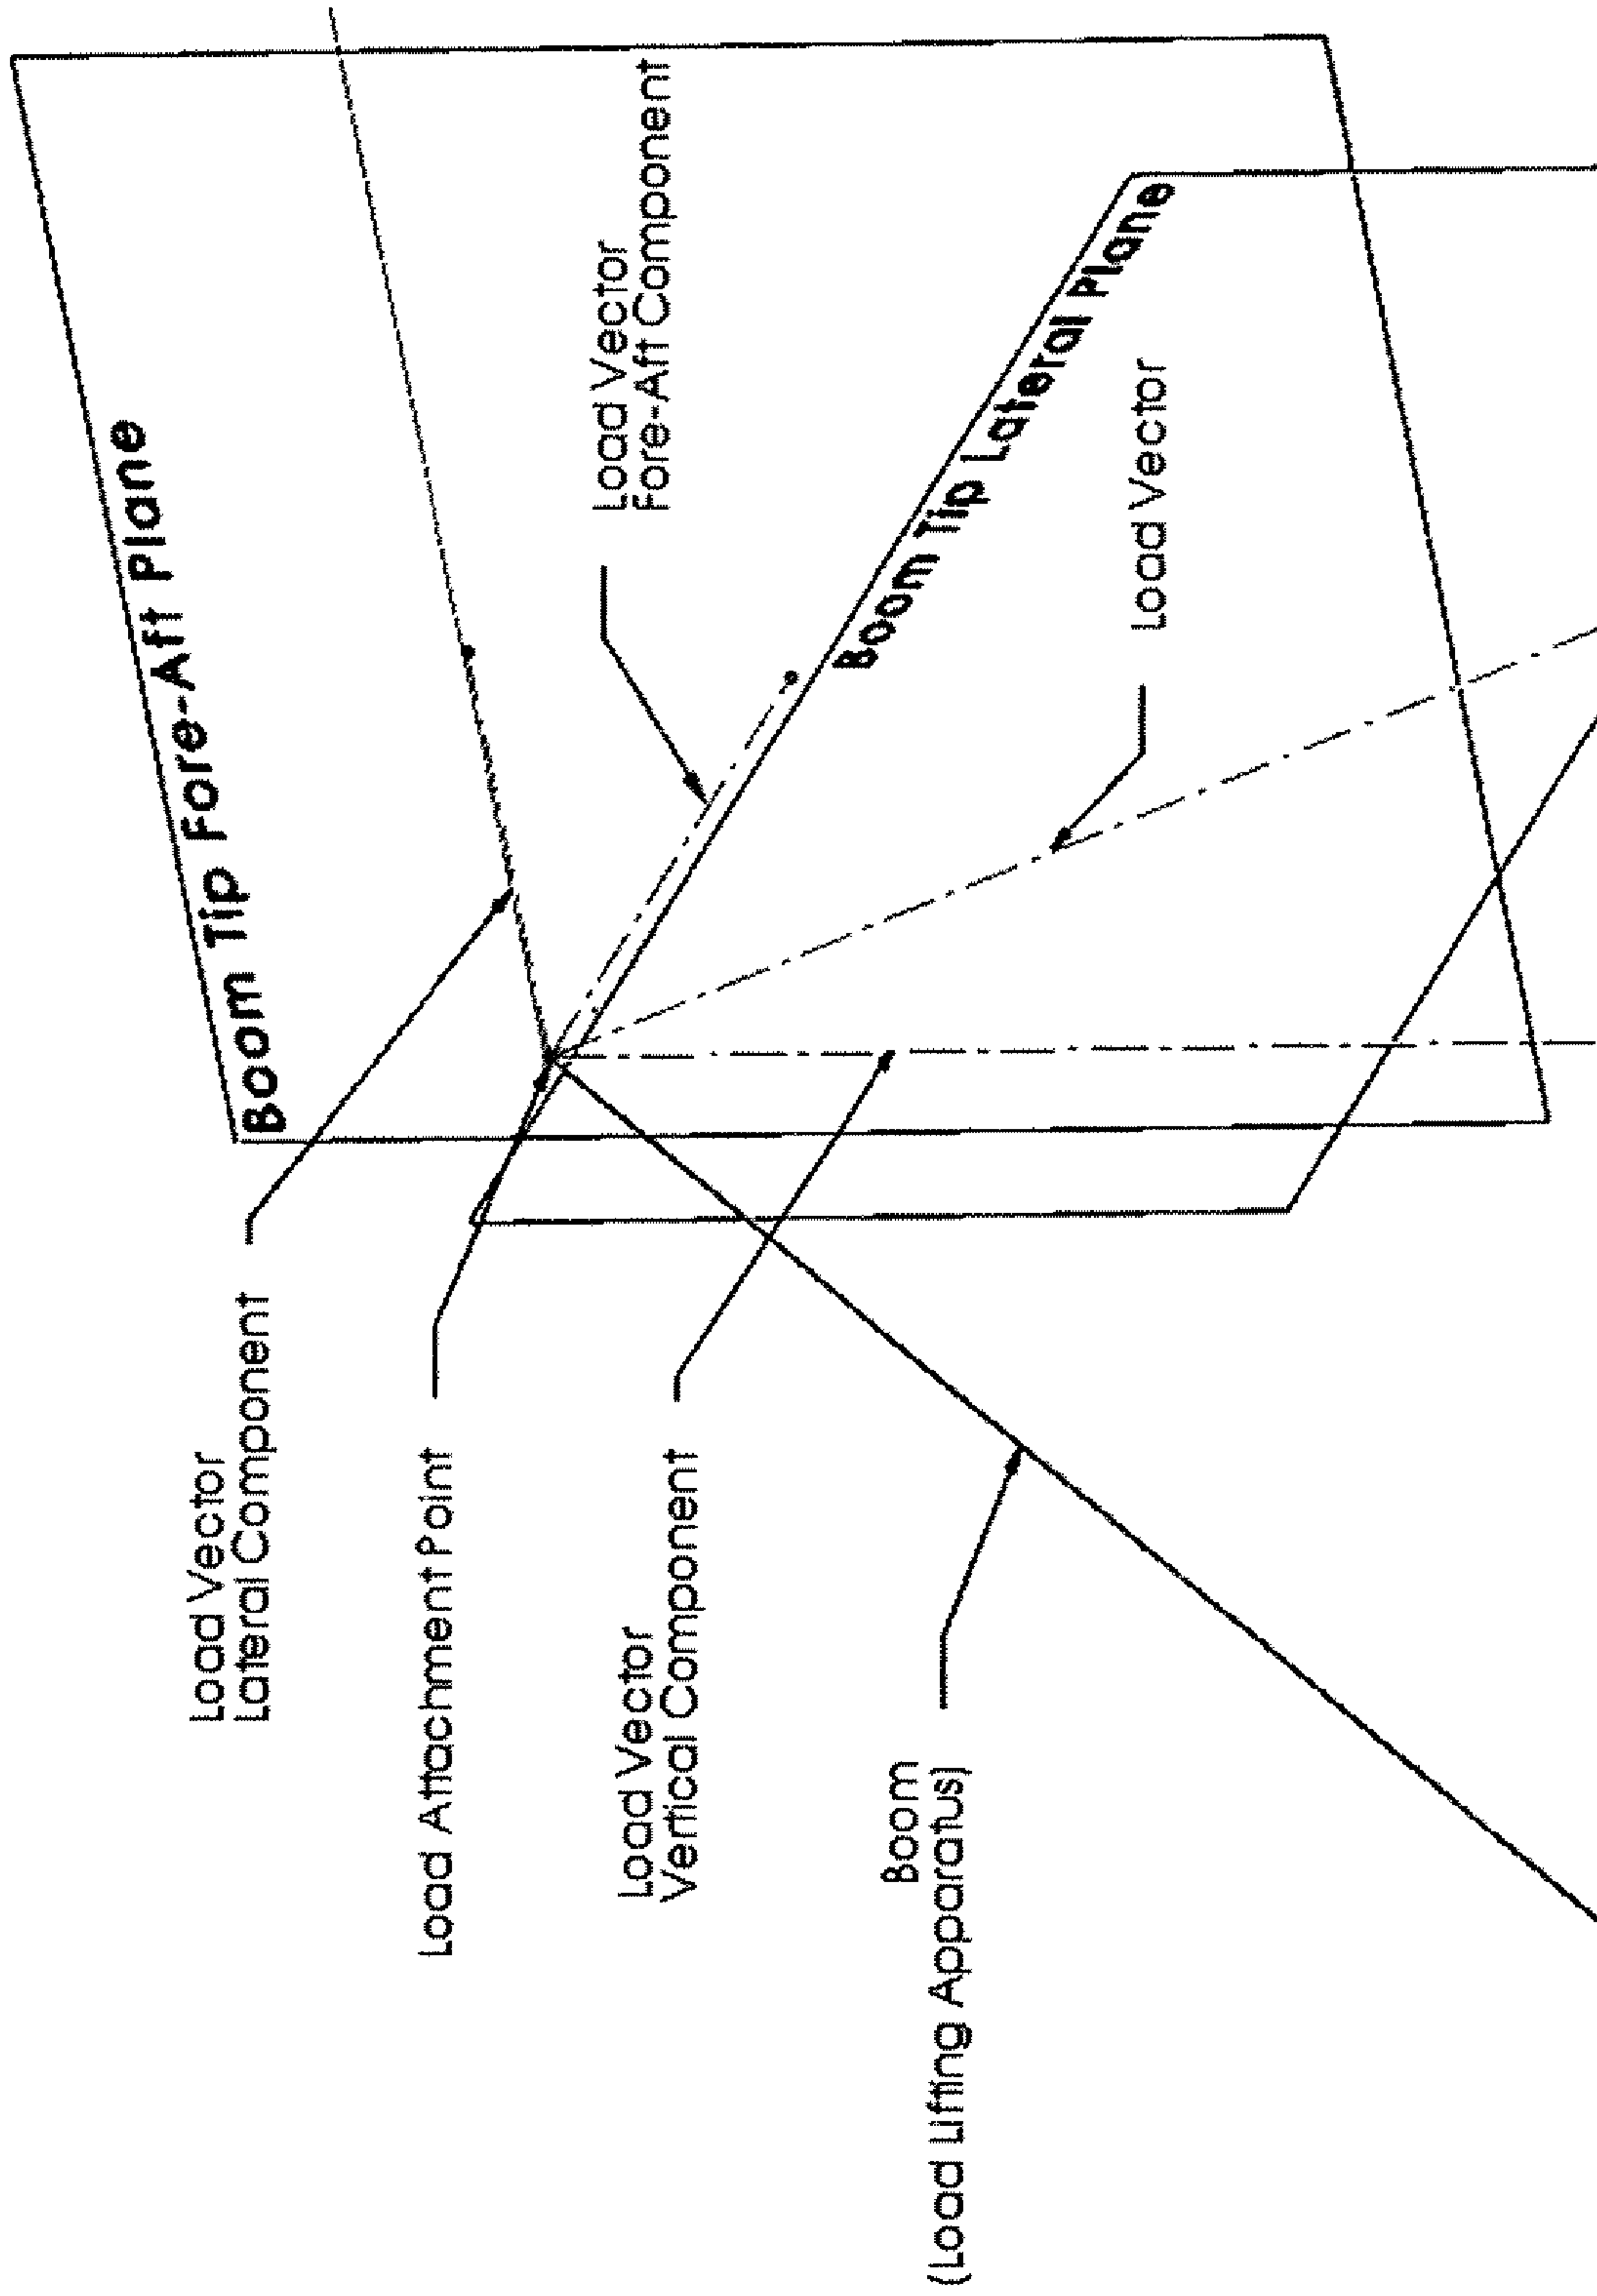 Boom Tip Fore-Aft Plane
Load Vector
Lateral Component
Load Attachment Point
Load Vector
Fore-Aft Component
Load Vector
Vertical Component
Boom Tip Lateral Plane
Boom
(Load Lifting Apparatus)
Load Vector